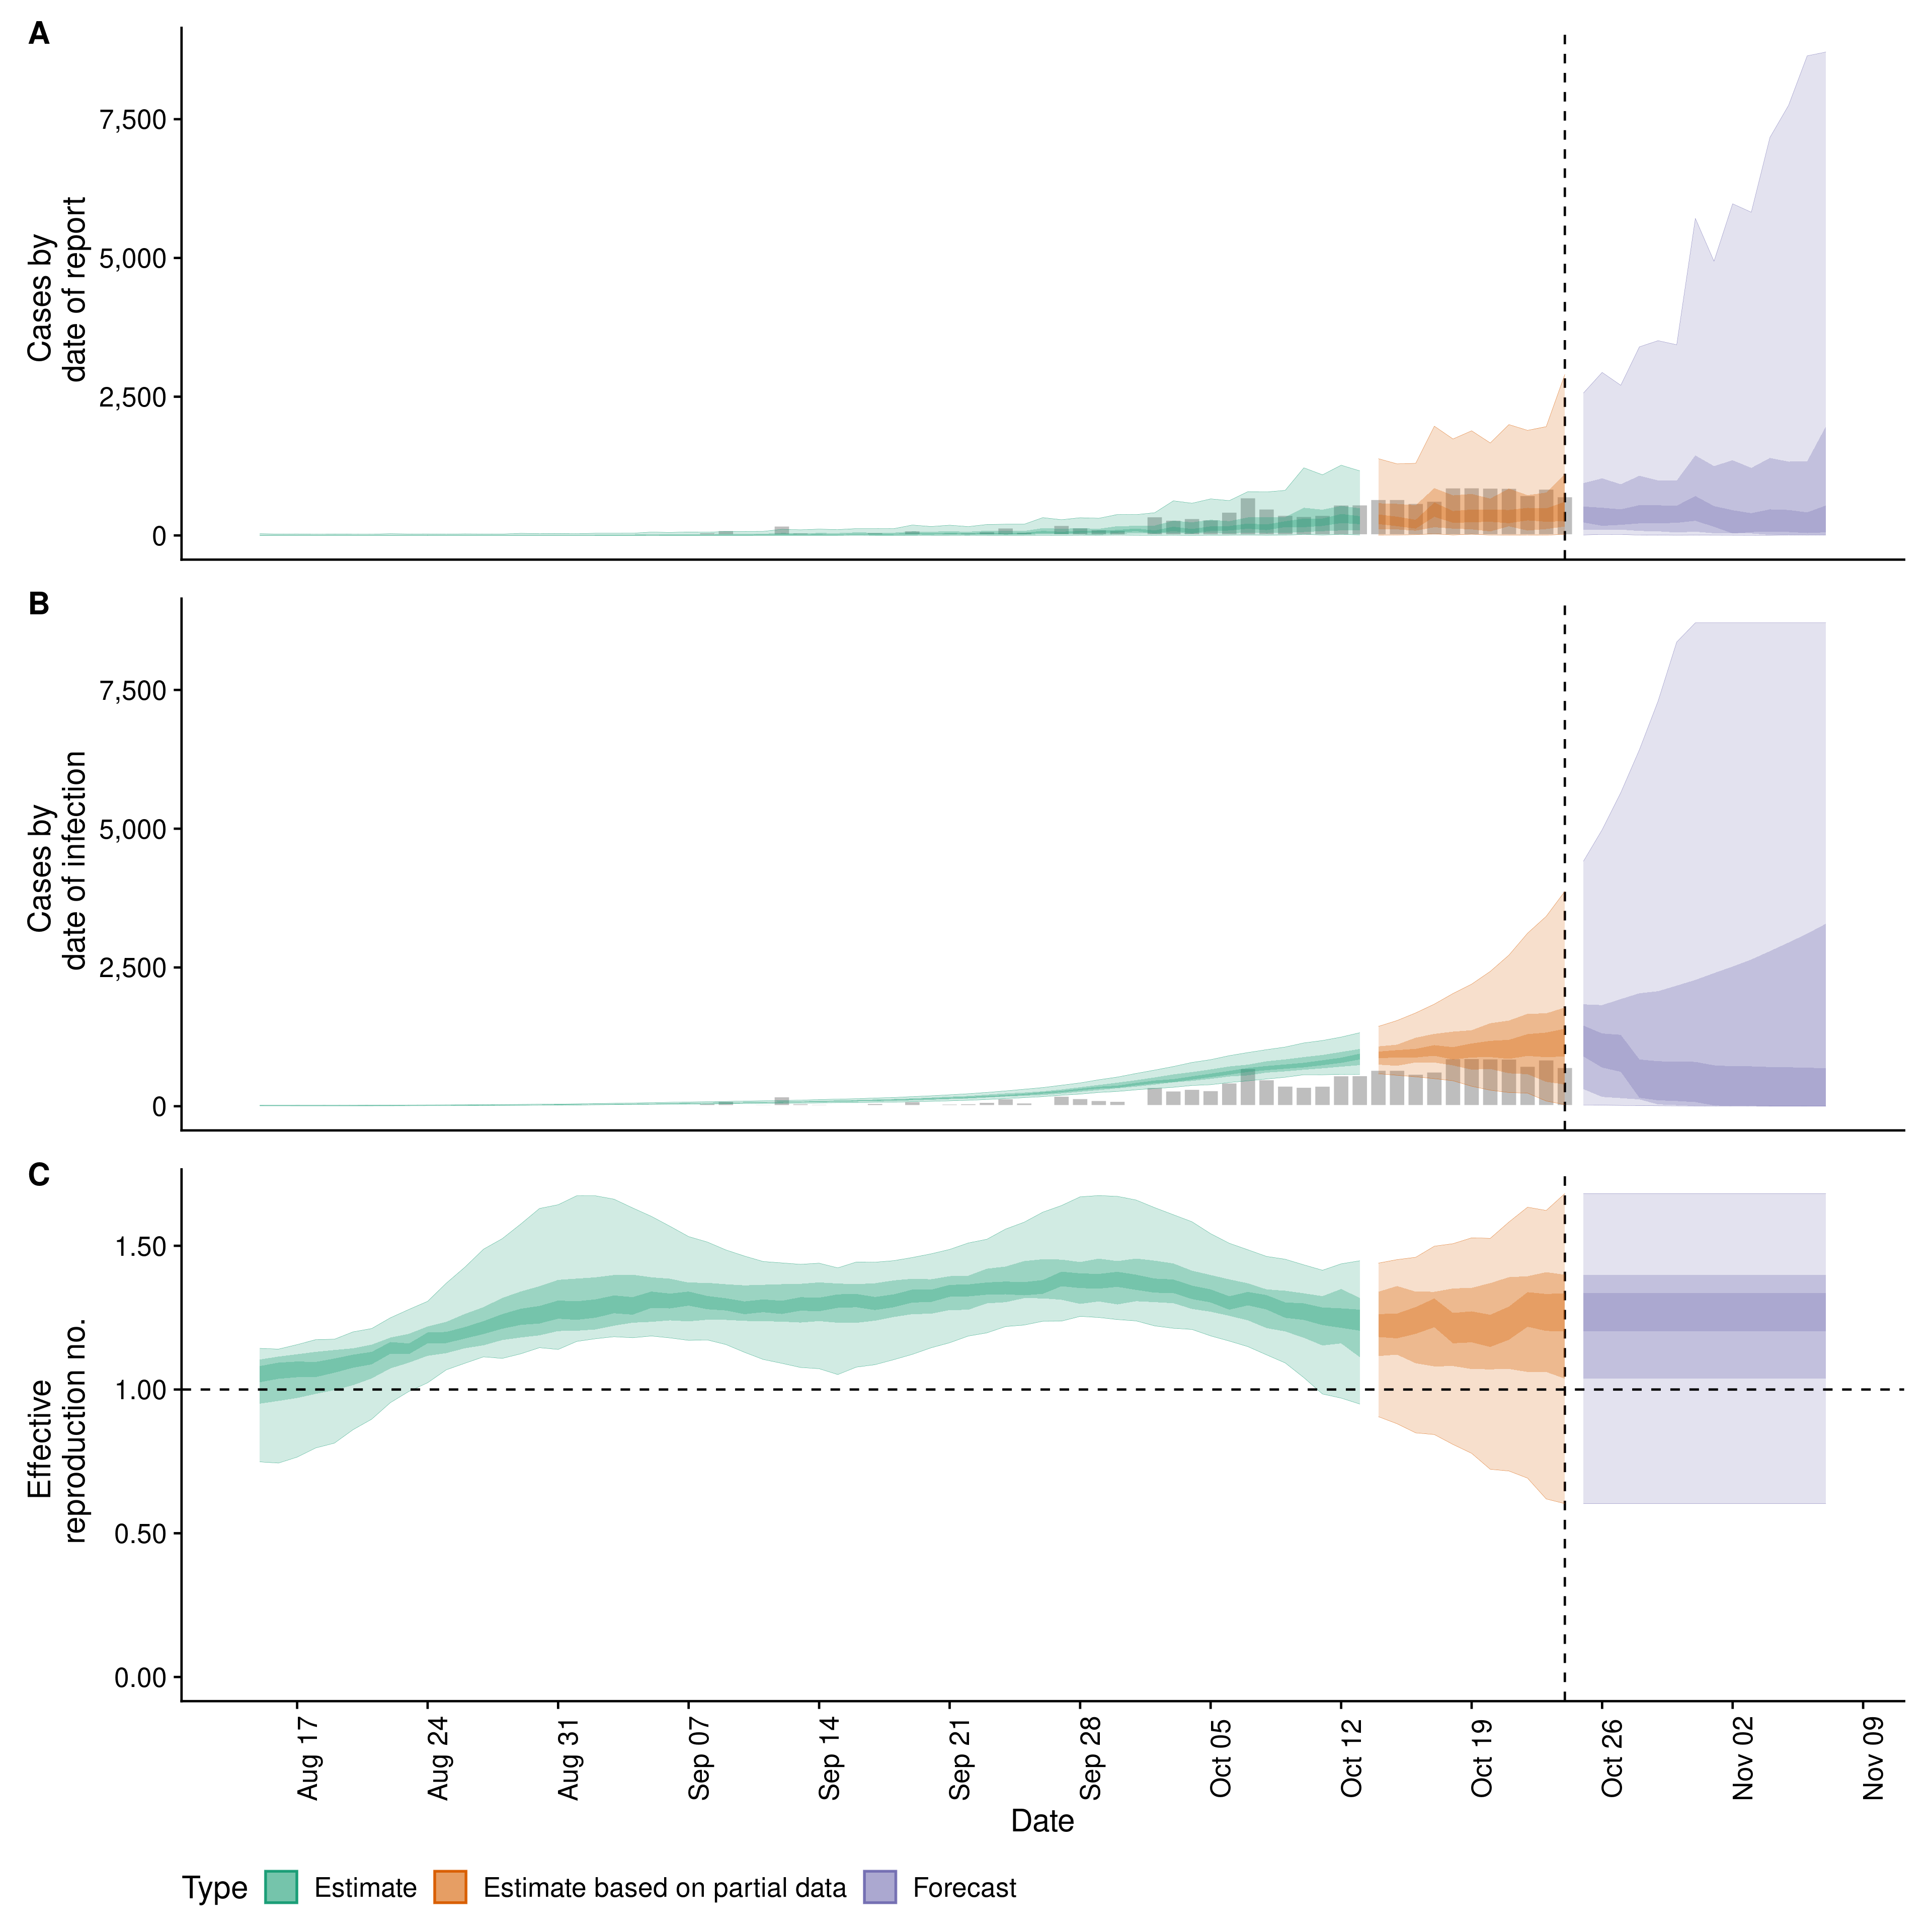 A
Cases by
date of report
7,500
5,000
2,500
0
B
Cases by
date of infection
7,500
5,000
2,500
0
C
Effective
reproduction no.
1.50
1.00
0.50
0.00
Aug 17
Aug 24
Aug 31
Sep 07
Sep 14
Sep 21
Sep 28
Oct 05
Oct 12
Oct 19
Oct 26
Nov 02
Nov 09
Date
Type Estimate Estimate based on partial data Forecast